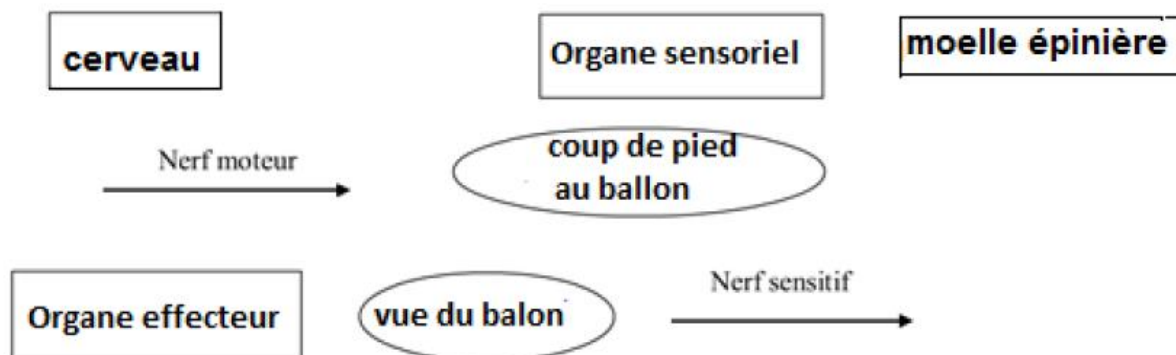 cerveau
Organe sensoriel
moelle épinière
Nerf moteur
coup de pied
au ballon
Organe effecteur
vue du balon
Nerf sensitif